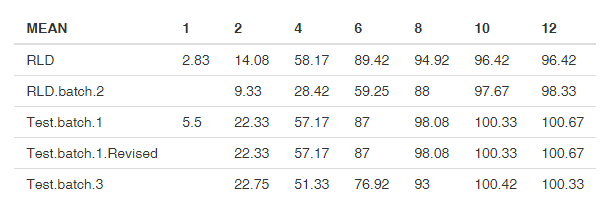 MEAN 1 2 4 6 8 10 12
RLD 2.83 14.08 58.17 89.42 94.92 96.42 96.42
RLD.batch.2 9.33 28.42 59.25 88 97.67 98.33
Test.batch.1 5.5 22.33 57.17 87 98.08 100.33 100.67
Test.batch.1.Revised 22.33 57.17 87 98.08 100.33 100.67
Test.batch.3 22.75 51.33 76.92 93 100.42 100.33